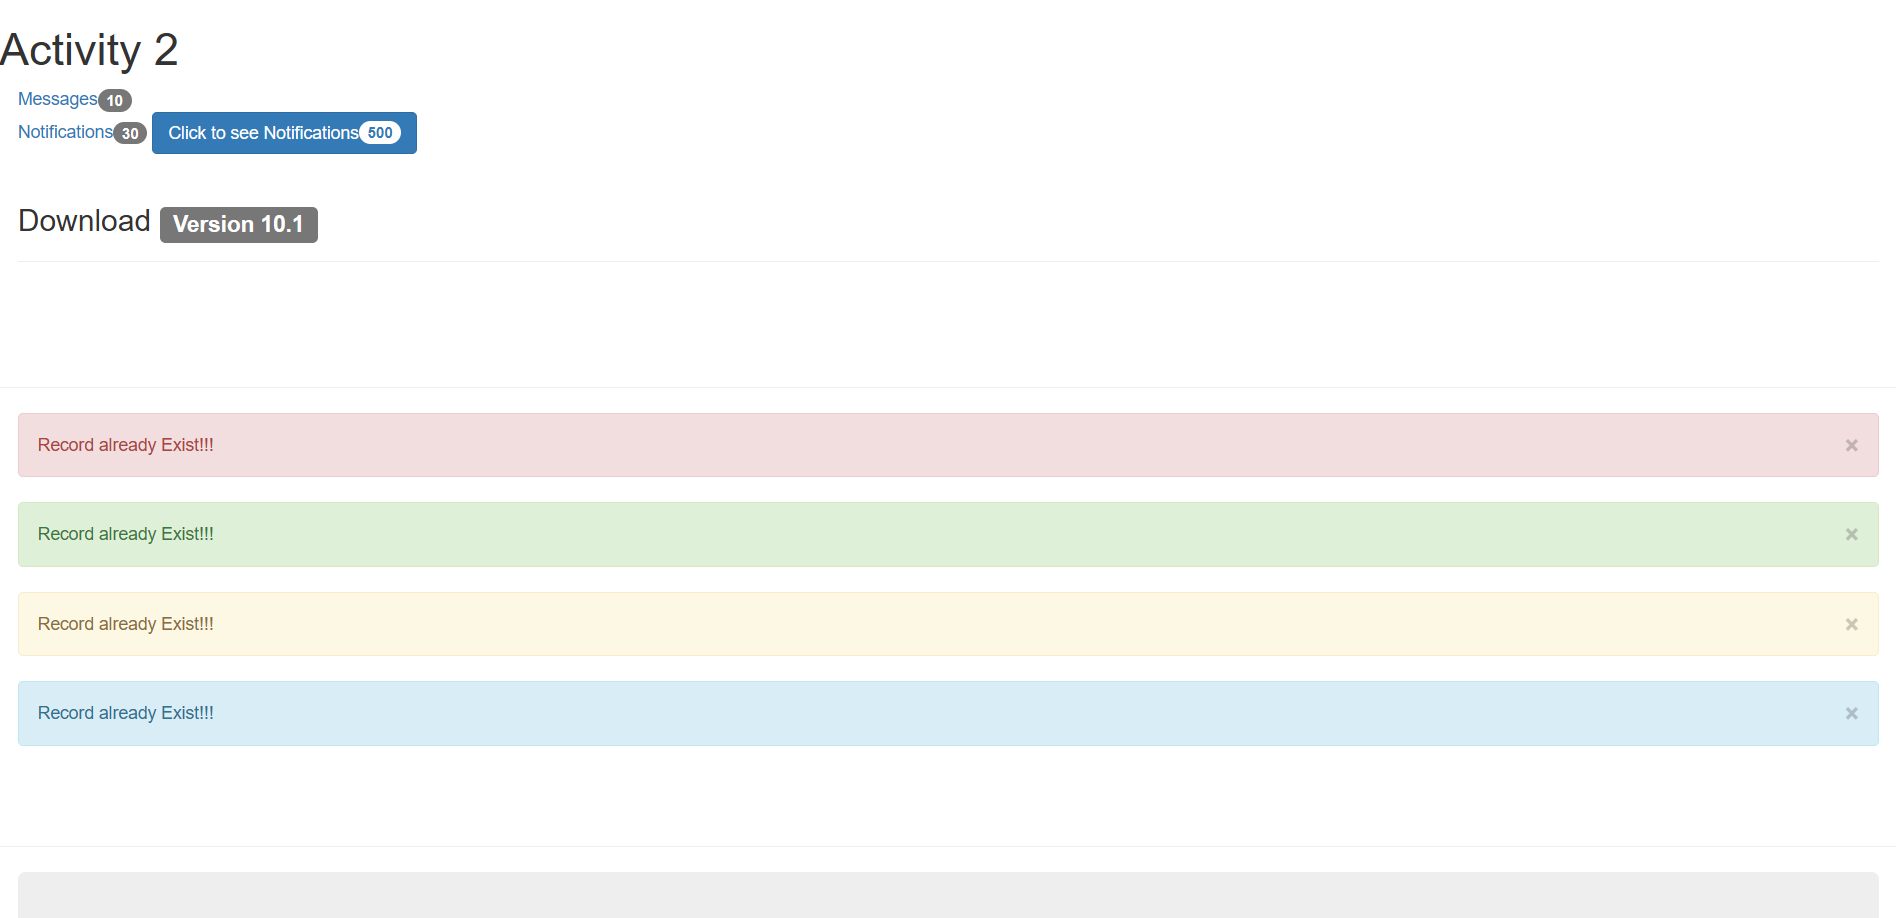 Activity 2
Messages 10
Notifications 30 Click to see Notifications 500
Download Version 10.1
Record already Exist!!! ×
Record already Exist!!! ×
Record already Exist!!! ×
Record already Exist!!! ×